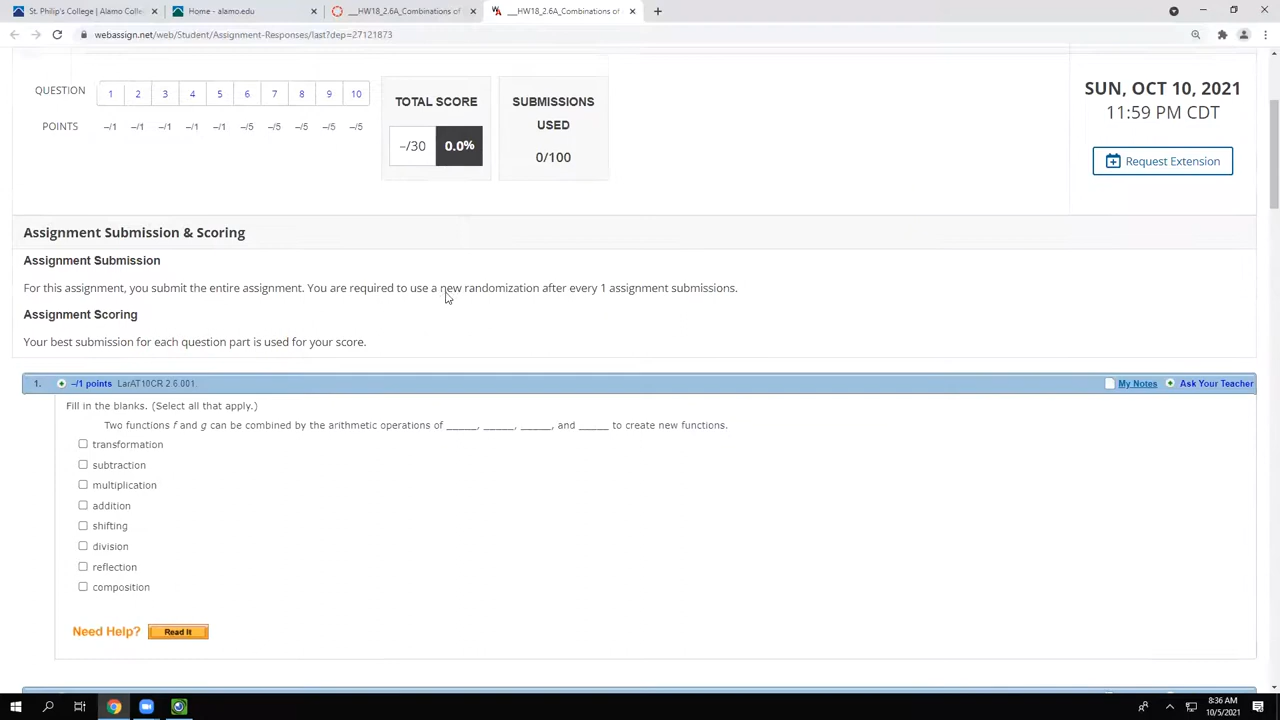 St. Philip's College | Alamo Colle
Home - alamo.edu
__HW18_2.6A_Combinations of
__HW18_2.6A_Combinations of
webassign.net/web/Student/Assignment-Responses/last?dep=27121873
QUESTION 1 2 3 4 5 6 7 8 9 10
POINTS –/1 –/1 –/1 –/1 –/1 –/5 –/5 –/5 –/5 –/5
TOTAL SCORE
–/30 0.0%
SUBMISSIONS
USED
0/100
SUN, OCT 10, 2021
11:59 PM CDT
Request Extension
Assignment Submission & Scoring
Assignment Submission
For this assignment, you submit the entire assignment. You are required to use a new randomization after every 1 assignment submissions.
Assignment Scoring
Your best submission for each question part is used for your score.
1. –/1 points LarAT10CR 2.6.001. My Notes Ask Your Teacher
Fill in the blanks. (Select all that apply.)
Two functions f and g can be combined by the arithmetic operations of _____, _____, _____, and _____ to create new functions.
transformation
subtraction
multiplication
addition
shifting
division
reflection
composition
Need Help? Read It
8:36 AM
10/5/2021